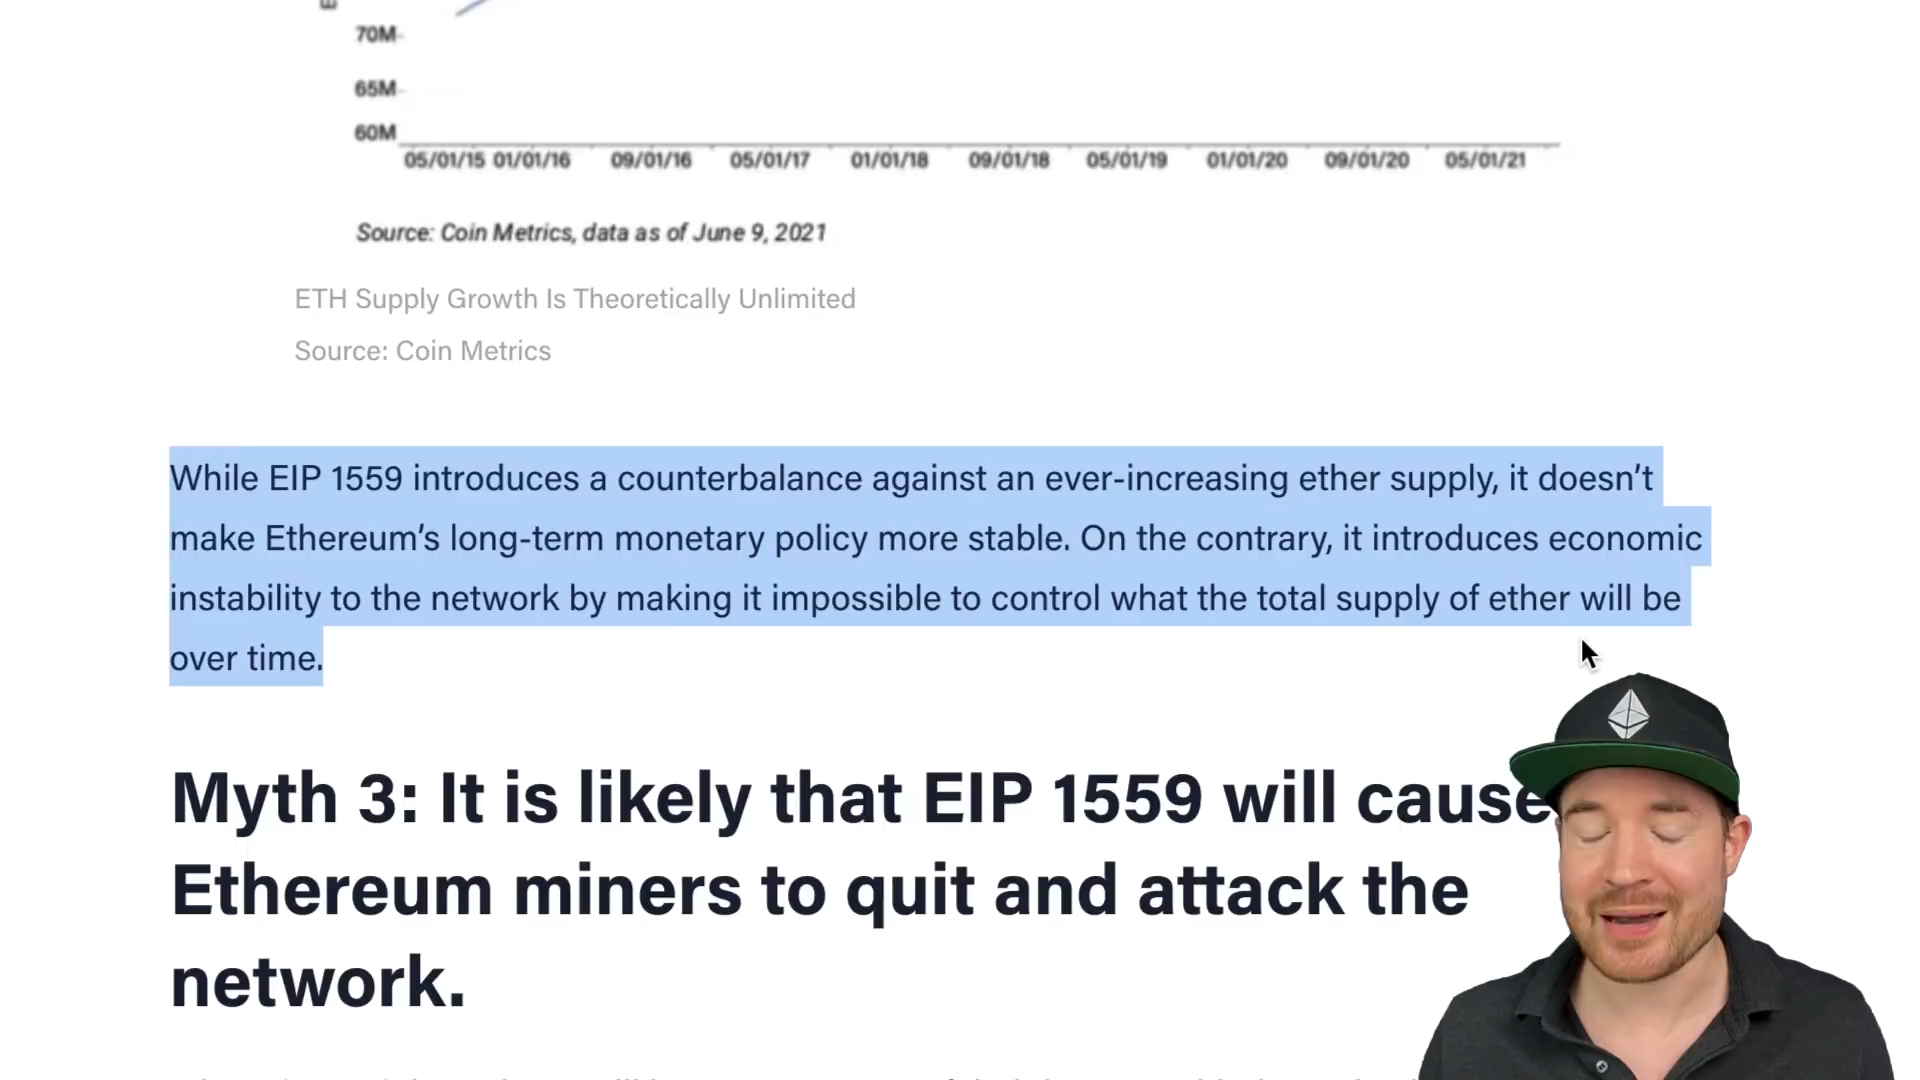 70M
65M
60M
05/01/15 01/01/16 09/01/16 05/01/17 01/01/18 09/01/18 05/01/19 01/01/20 09/01/20 05/01/21
Source: Coin Metrics, data as of June 9, 2021
ETH Supply Growth Is Theoretically Unlimited
Source: Coin Metrics
While EIP 1559 introduces a counterbalance against an ever-increasing ether supply, it doesn’t
make Ethereum’s long-term monetary policy more stable. On the contrary, it introduces economic
instability to the network by making it impossible to control what the total supply of ether will be
over time.
Myth 3: It is likely that EIP 1559 will cause
Ethereum miners to quit and attack the
network.